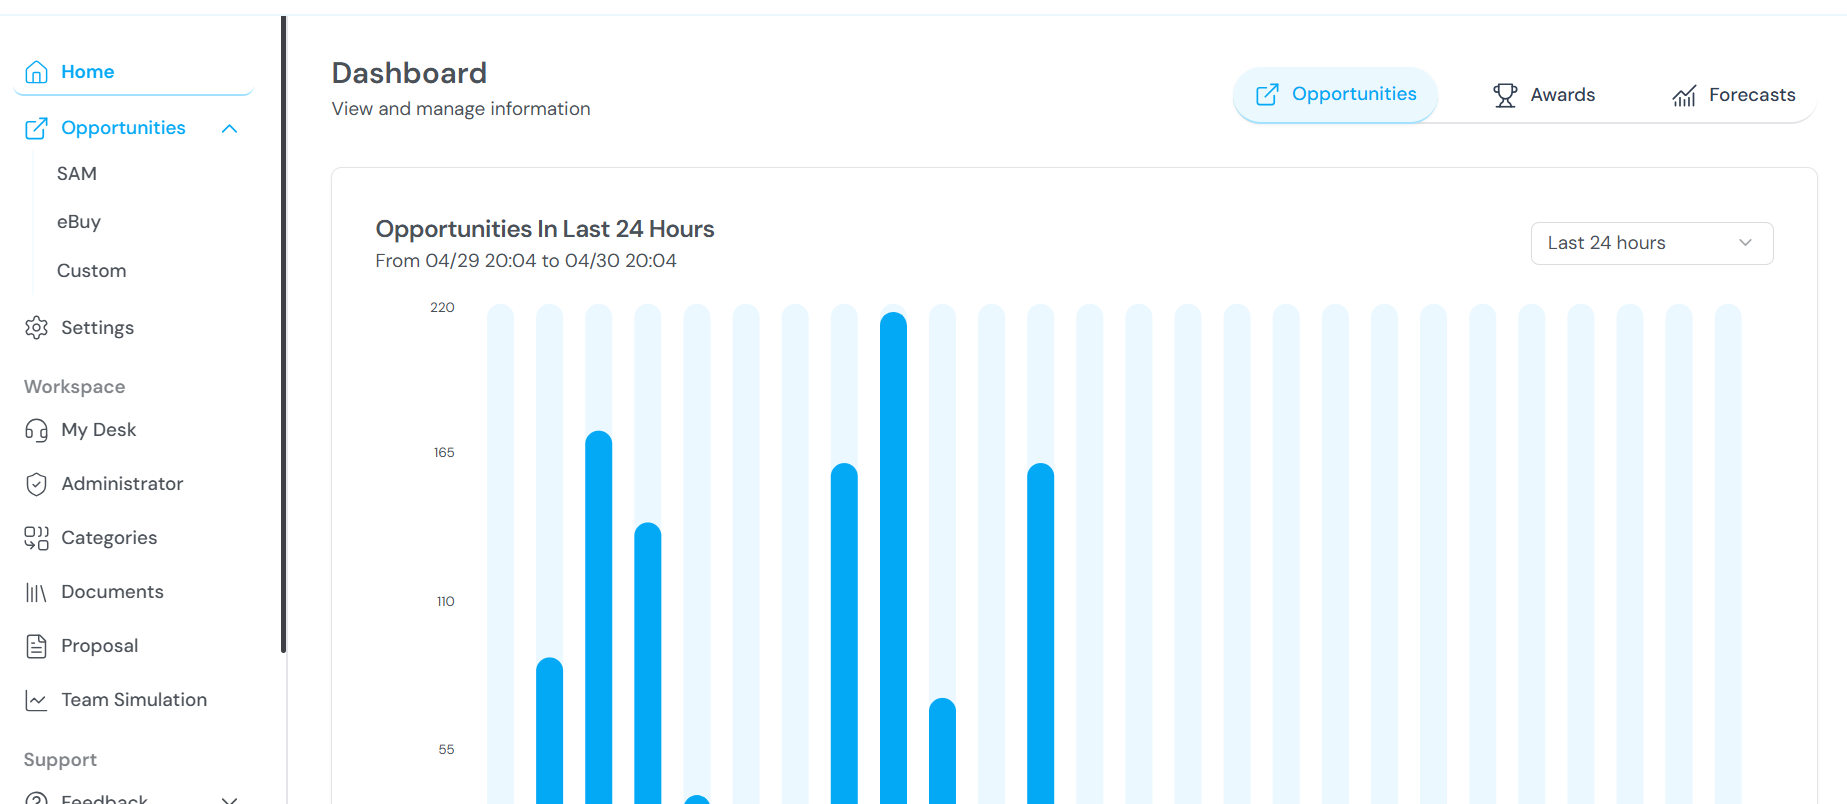 Home
Opportunities
SAM
eBuy
Custom
Settings
Workspace
My Desk
Administrator
Categories
Documents
Proposal
Team Simulation
Support
Feedback
Dashboard
View and manage information
Opportunities
Awards
Forecasts
Opportunities In Last 24 Hours
From 04/29 20:04 to 04/30 20:04
Last 24 hours
220
165
110
55